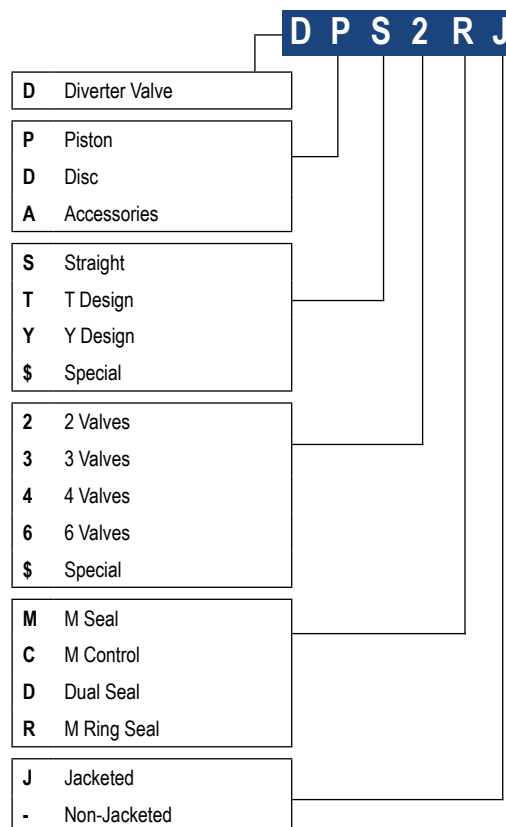 D P S 2 R J
D Diverter Valve
P Piston
D Disc
A Accessories
S Straight
T T Design
Y Y Design
$ Special
2 2 Valves
3 3 Valves
4 4 Valves
6 6 Valves
$ Special
M M Seal
C M Control
D Dual Seal
R M Ring Seal
J Jacketed
- Non-Jacketed